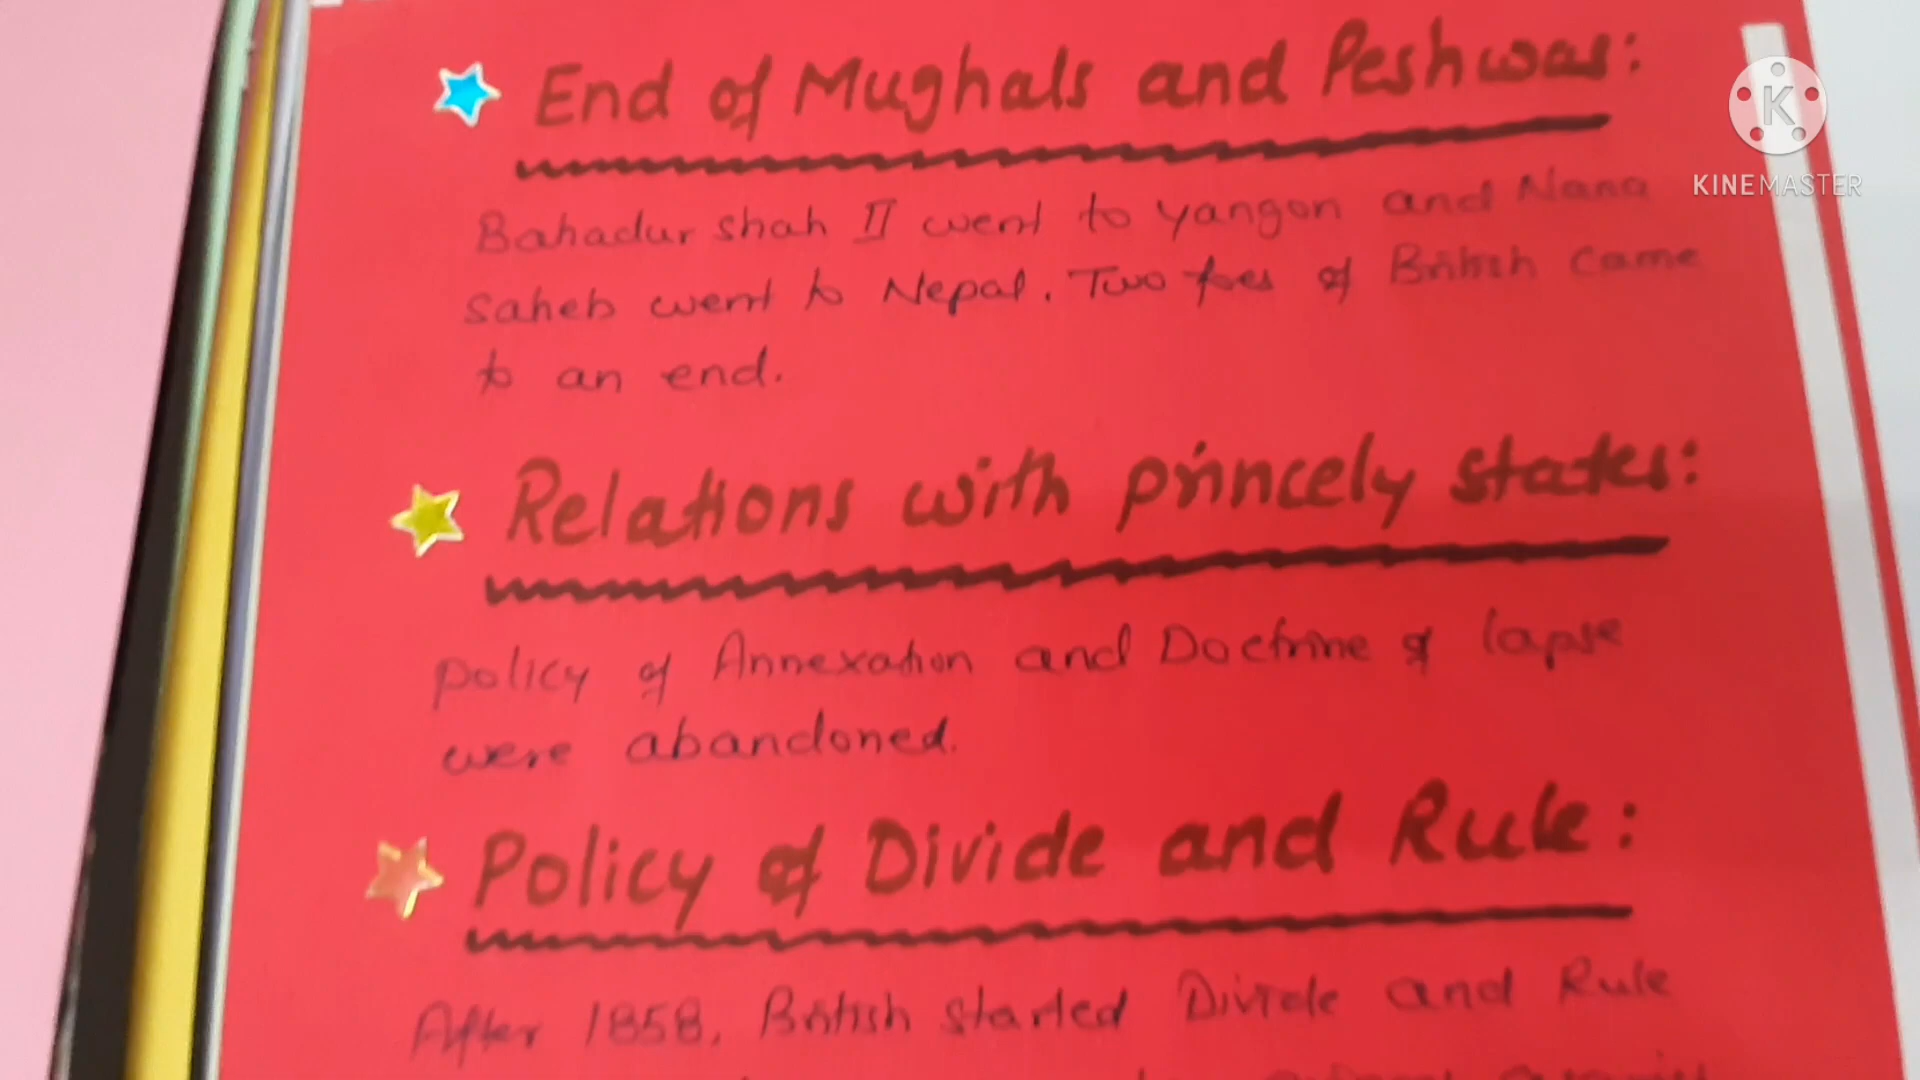 End of Mughals and Peshwas:
Bahadur shah II went to yangon and Nana
saheb went to Nepal. Two foes of British came
to an end.
Relations with princely states:
policy of Annexation and Doctrine of lapse
were abandoned.
Policy of Divide and Rule:
After 1858, British started Divide and Rule
K
KINEMASTER